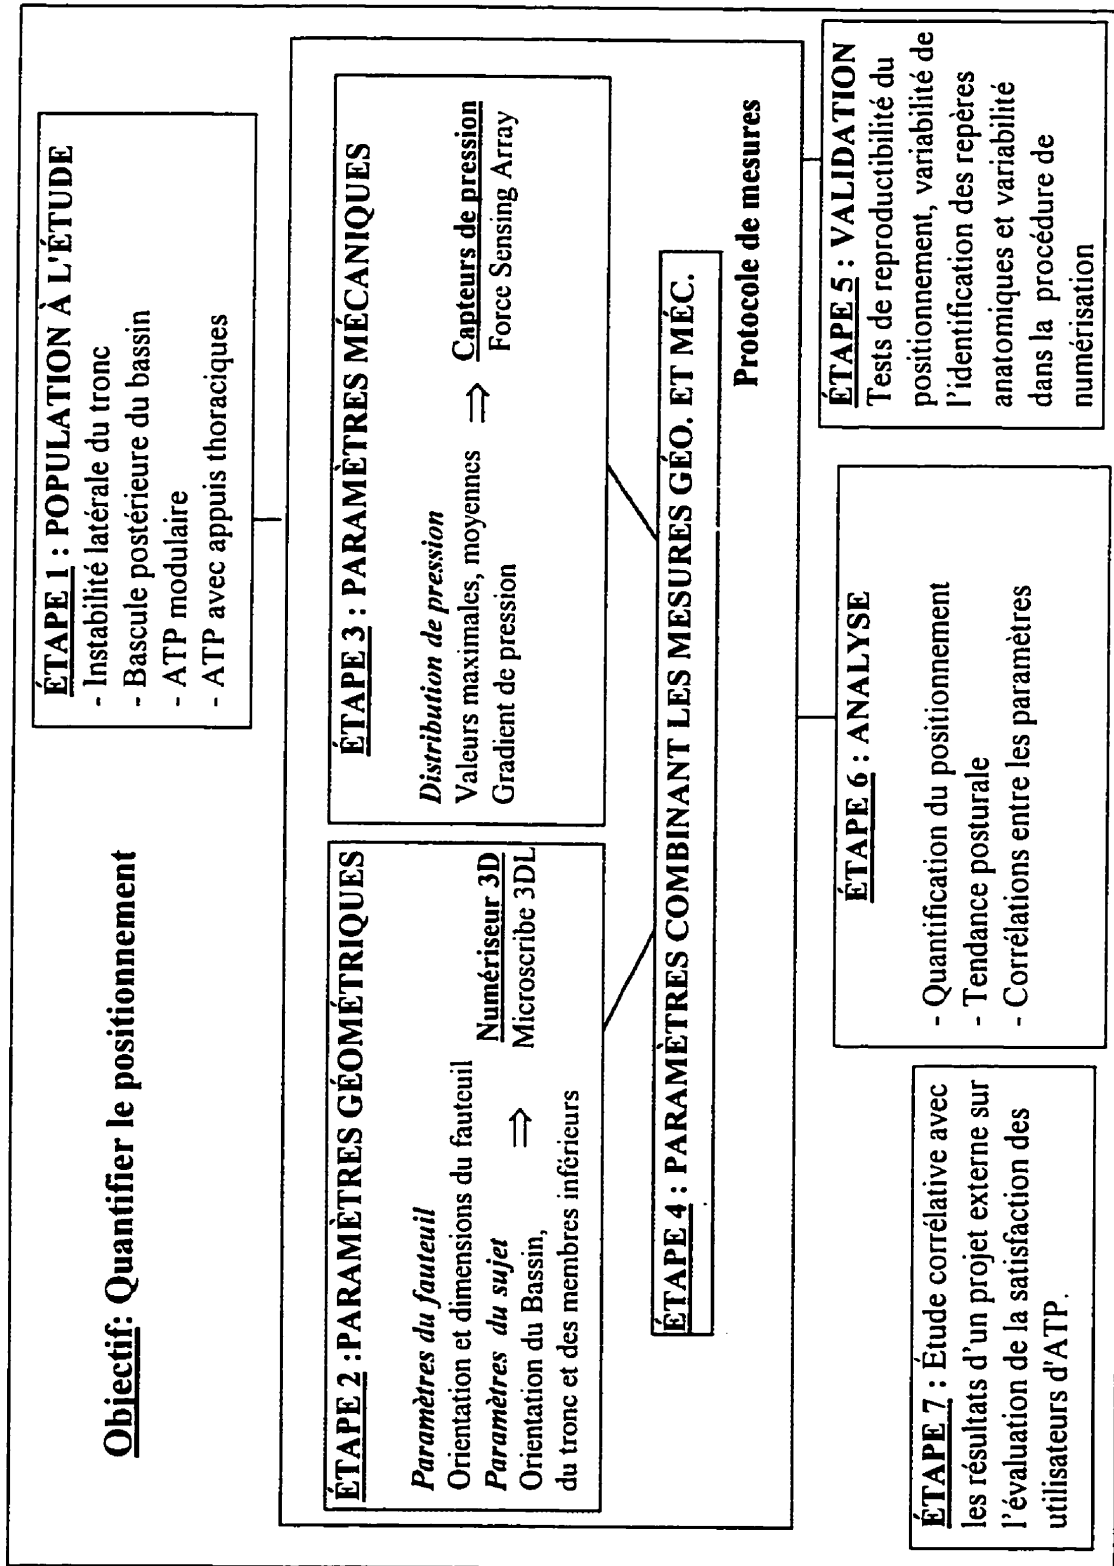 Objectif: Quantifier le positionnement
ÉTAPE 1 : POPULATION À L'ÉTUDE
- Instabilité latérale du tronc
- Bascule postérieure du bassin
- ATP modulaire
- ATP avec appuis thoraciques
ÉTAPE 2 :PARAMÈTRES GÉOMÉTRIQUES
Paramètres du fauteuil
Orientation et dimensions du fauteuil
Paramètres du sujet
Orientation du Bassin,
du tronc et des membres inférieurs
⇒
Numériseur 3D
Microscribe 3DL
ÉTAPE 3 : PARAMÈTRES MÉCANIQUES
Distribution de pression
Valeurs maximales, moyennes
Gradient de pression
⇒
Capteurs de pression
Force Sensing Array
ÉTAPE 4 : PARAMÈTRES COMBINANT LES MESURES GÉO. ET MÉC.
Protocole de mesures
ÉTAPE 5 : VALIDATION
Tests de reproductibilité du
positionnement, variabilité de
l'identification des repères
anatomiques et variabilité
dans la procédure de
numérisation
ÉTAPE 6 : ANALYSE
- Quantification du positionnement
- Tendance posturale
- Corrélations entre les paramètres
ÉTAPE 7 : Étude corrélative avec
les résultats d'un projet externe sur
l'évaluation de la satisfaction des
utilisateurs d'ATP.